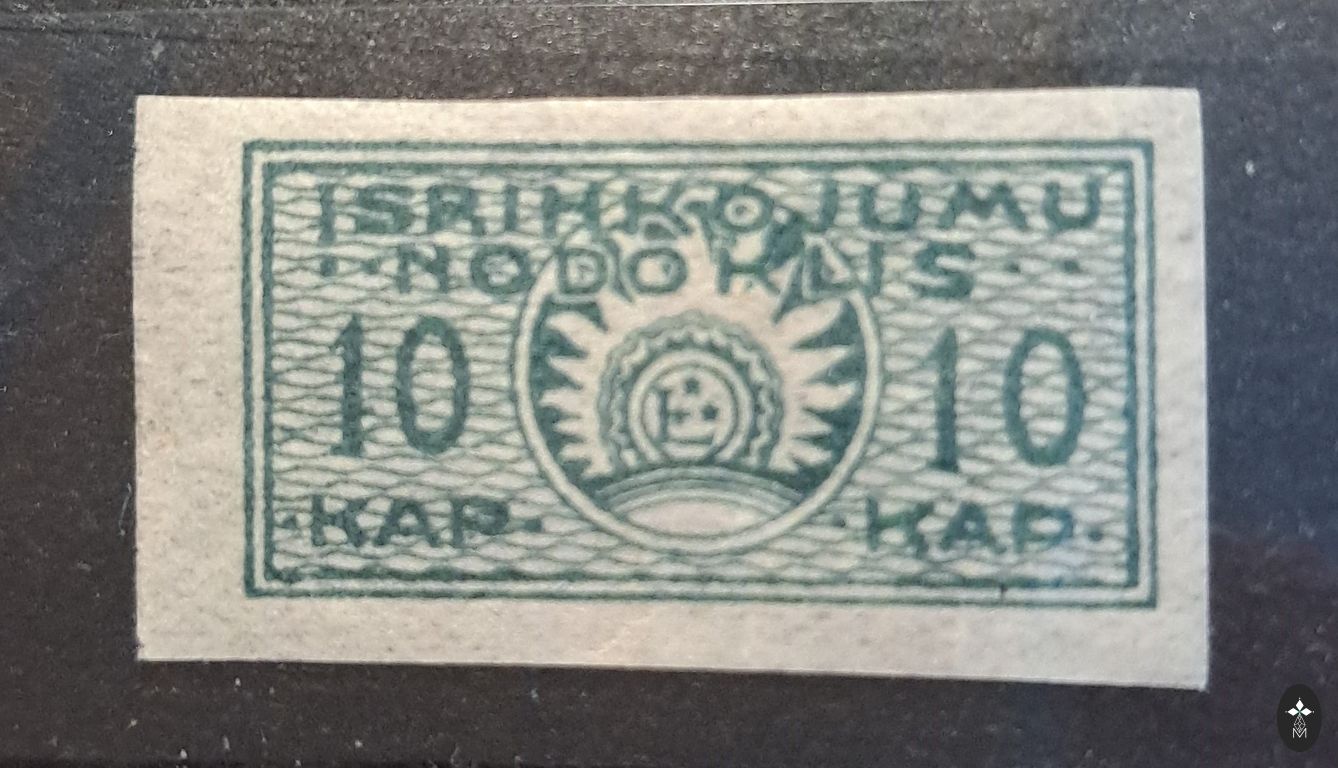 ISRIHKOJUMU
··NODOKLIS··
10 10
·KAP· ·KAP·
L
M